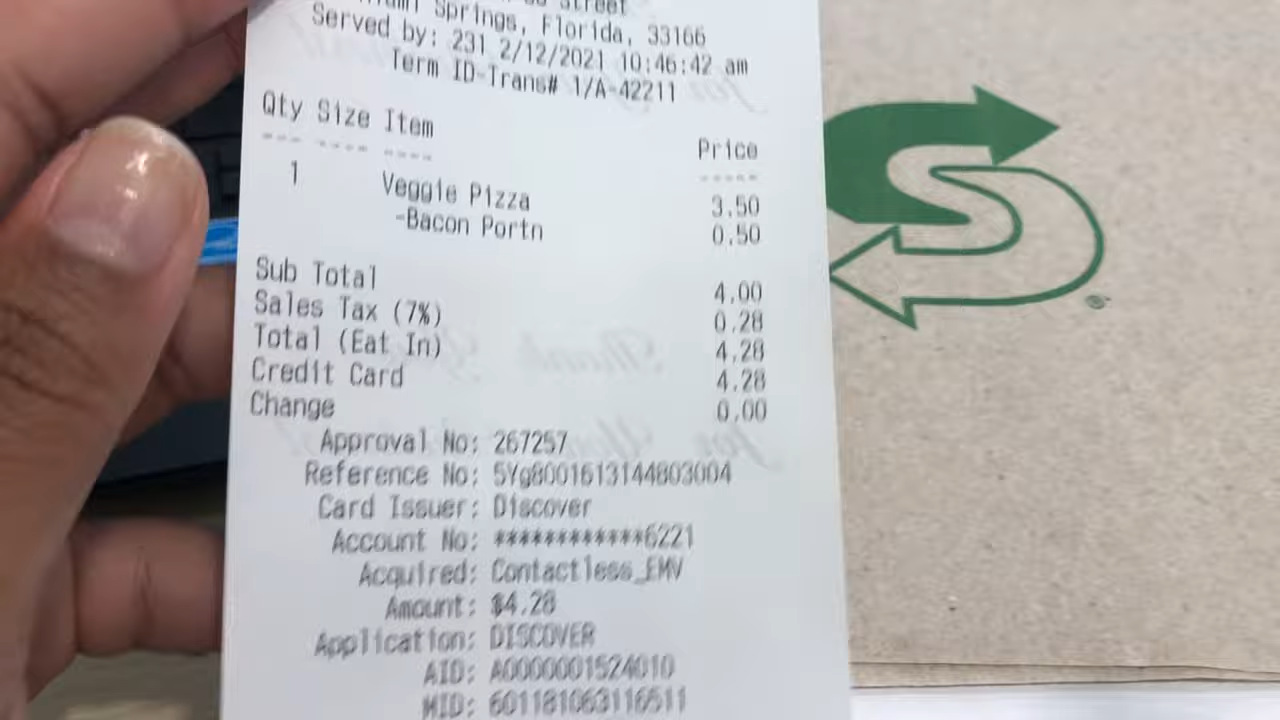 Street
Springs, Florida, 33166
Served by: 231 2/12/2021 10:46:42 am
Term ID-Trans# 1/A-42211
Qty Size Item Price
--- ---- ---- -----
1 Veggie Pizza 3.50
-Bacon Portn 0.50
Sub Total 4.00
Sales Tax (7%) 0.28
Total (Eat In) 4.28
Credit Card 4.28
Change 0.00
Approval No: 267257
Reference No: 5Yg8001613144803004
Card Issuer: Discover
Account No: ************6221
Acquired: Contactless_EMV
Amount: $4.28
Application: DISCOVER
AID: A0000001524010
MID: 601181063116511
S
®